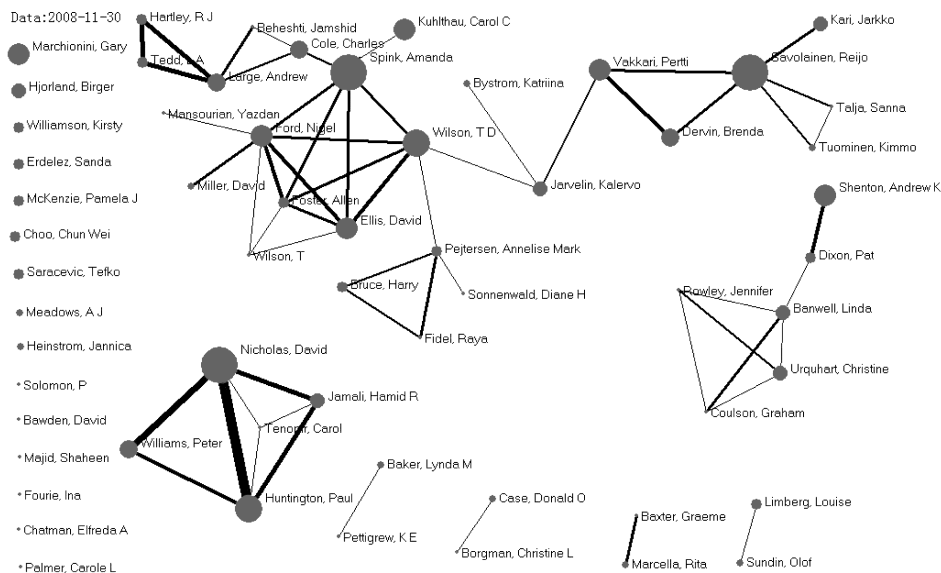 Data:2008-11-30
Hartley, R J
Beheshti, Jamshid
Kuhlthau, Carol C
Kari, Jarkko
Marchionini, Gary
Tedd, L A
Cole, Charles
Spink, Amanda
Vakkari, Pertti
Savolainen, Reijo
Large, Andrew
Bystrom, Katriina
Hjorland, Birger
Mansourian, Yazdan
Talja, Sanna
Williamson, Kirsty
Ford, Nigel
Wilson, T D
Dervin, Brenda
Tuominen, Kimmo
Erdelez, Sanda
Miller, David
Jarvelin, Kalervo
Shenton, Andrew K
McKenzie, Pamela J
Foster, Allen
Ellis, David
Choo, Chun Wei
Wilson, T
Pejtersen, Annelise Mark
Dixon, Pat
Saracevic, Tefko
Bruce, Harry
Sonnenwald, Diane H
Rowley, Jennifer
Meadows, A J
Banwell, Linda
Fidel, Raya
Heinstrom, Jannica
Nicholas, David
Urquhart, Christine
Solomon, P
Jamali, Hamid R
Coulson, Graham
Bawden, David
Tenopir, Carol
Williams, Peter
Majid, Shaheen
Baker, Lynda M
Fourie, Ina
Huntington, Paul
Case, Donald O
Limberg, Louise
Baxter, Graeme
Chatman, Elfreda A
Pettigrew, K E
Borgman, Christine L
Palmer, Carole L
Marcella, Rita
Sundin, Olof